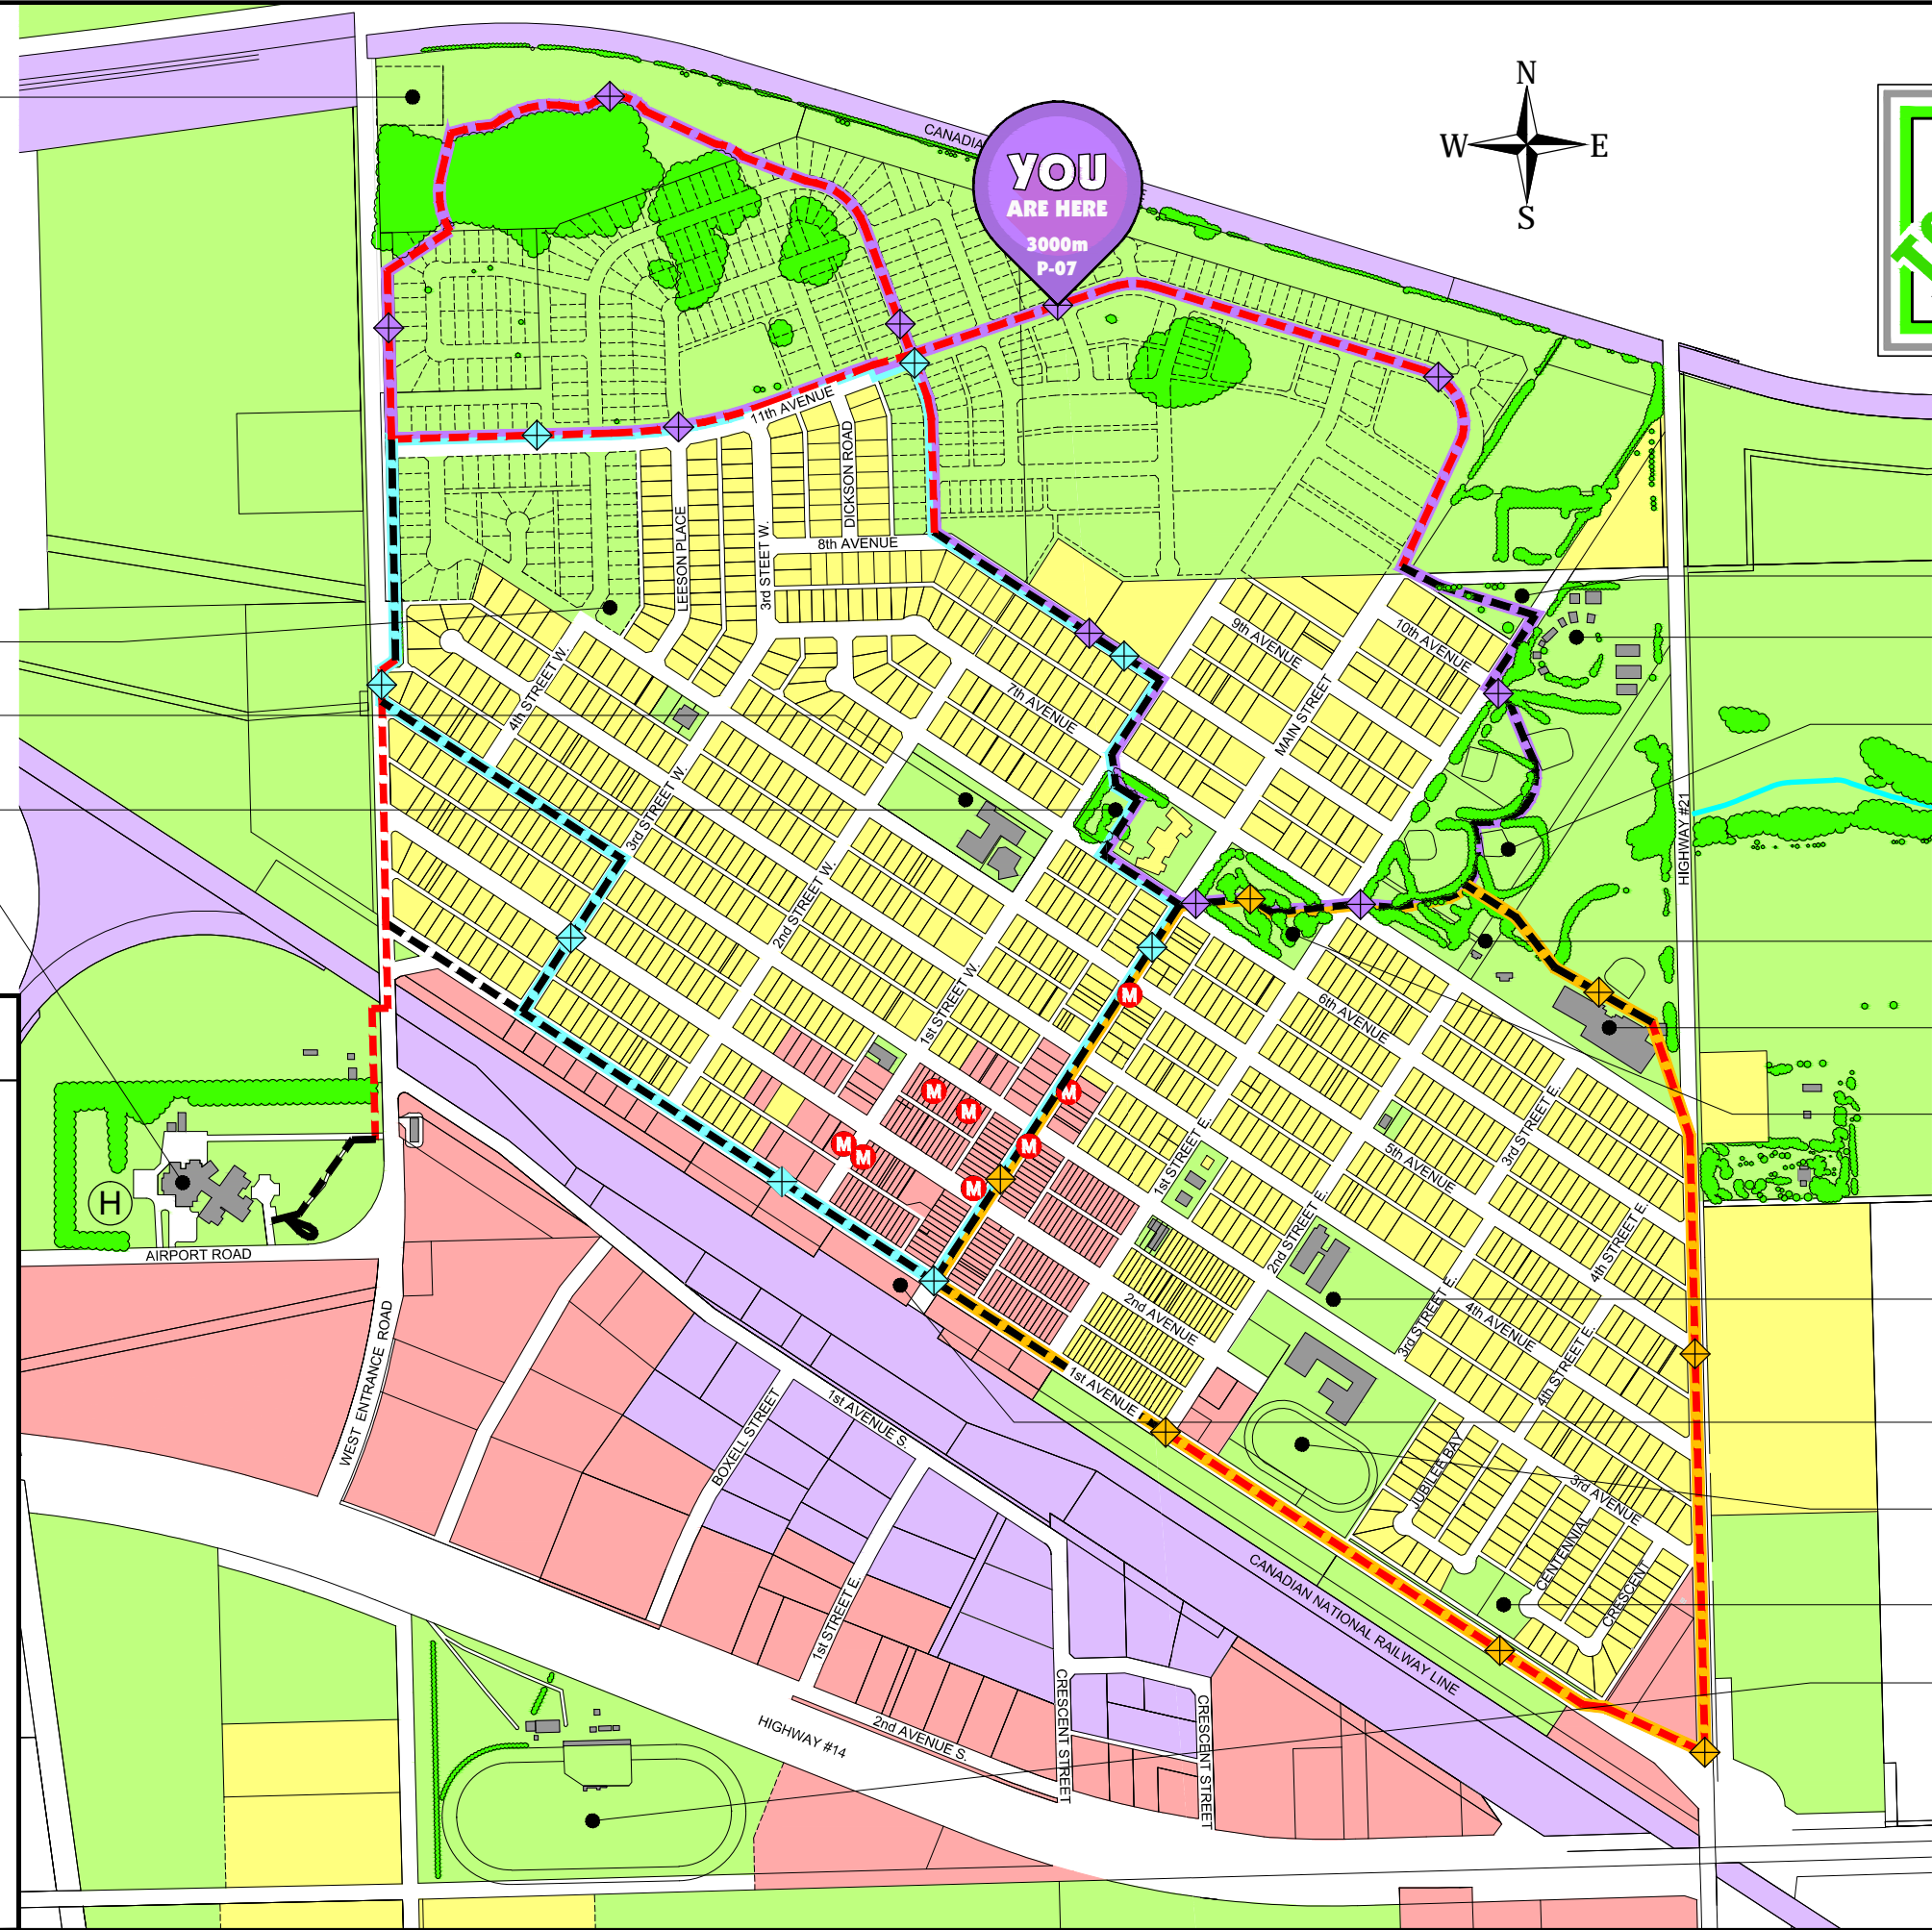 N
W E
S
CANADIA
YOU
ARE HERE
3000m
P-07
11th AVENUE
DICKSON ROAD
LEESON PLACE
3rd STEET W.
8th AVENUE
9th AVENUE
10th AVENUE
7th AVENUE
MAIN STREET
4th STREET W.
3rd STREET W.
2nd STREET W.
1st STREET W.
HIGHWAY #21
6th AVENUE
5th AVENUE
3rd STREET E.
1st STREET E.
2nd STREET E.
4th STREET E.
M
M
M
M
M
M
M
M
H
AIRPORT ROAD
WEST ENTRANCE ROAD
2nd AVENUE
3rd STREET E.
4th AVENUE
4th STREET E.
1st AVENUE
1st AVENUE S.
BOXELL STREET
JUBILEE BAY
3rd AVENUE
CENTENNIAL
CRESCENT
CANADIAN NATIONAL RAILWAY LINE
1st STREET E.
CRESCENT STREET
CRESCENT STREET
2nd AVENUE S.
HIGHWAY #14